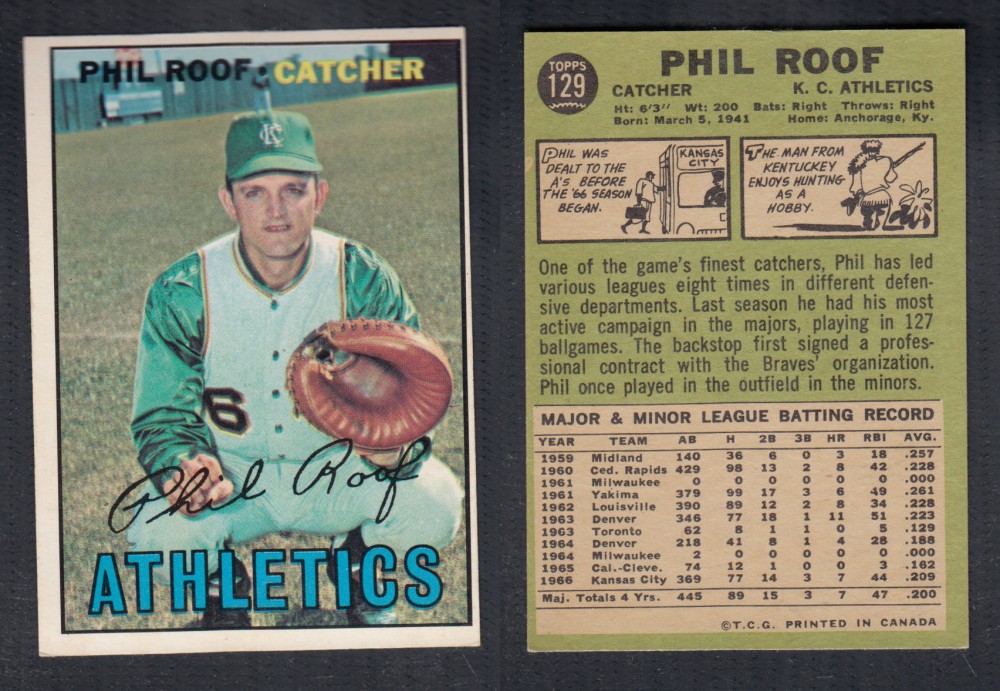 PHIL ROOF • CATCHER
KC
6
Phil Roof
ATHLETICS
TOPPS
129
PHIL ROOF
CATCHER K. C. ATHLETICS
Ht: 6'3" Wt: 200 Bats: Right Throws: Right
Born: March 5, 1941 Home: Anchorage, Ky.
PHIL WAS
DEALT TO THE
A'S BEFORE
THE '66 SEASON
BEGAN.
KANSAS
CITY
THE MAN FROM
KENTUCKEY
ENJOYS HUNTING
AS A
HOBBY.
One of the game's finest catchers, Phil has led
various leagues eight times in different defen-
sive departments. Last season he had his most
active campaign in the majors, playing in 127
ballgames. The backstop first signed a profes-
sional contract with the Braves' organization.
Phil once played in the outfield in the minors.
MAJOR & MINOR LEAGUE BATTING RECORD
YEAR TEAM AB H 2B 3B HR RBI AVG.
1959 Midland 140 36 6 0 3 18 .257
1960 Ced. Rapids 429 98 13 2 8 42 .228
1961 Milwaukee 0 0 0 0 0 0 .000
1961 Yakima 379 99 17 3 6 49 .261
1962 Louisville 390 89 12 2 8 34 .228
1963 Denver 346 77 18 1 11 51 .223
1963 Toronto 62 8 1 1 0 5 .129
1964 Denver 218 41 8 1 4 28 .188
1964 Milwaukee 2 0 0 0 0 0 .000
1965 Cal.-Cleve. 74 12 1 0 0 3 .162
1966 Kansas City 369 77 14 3 7 44 .209
Maj. Totals 4 Yrs. 445 89 15 3 7 47 .200
©T.C.G. PRINTED IN CANADA